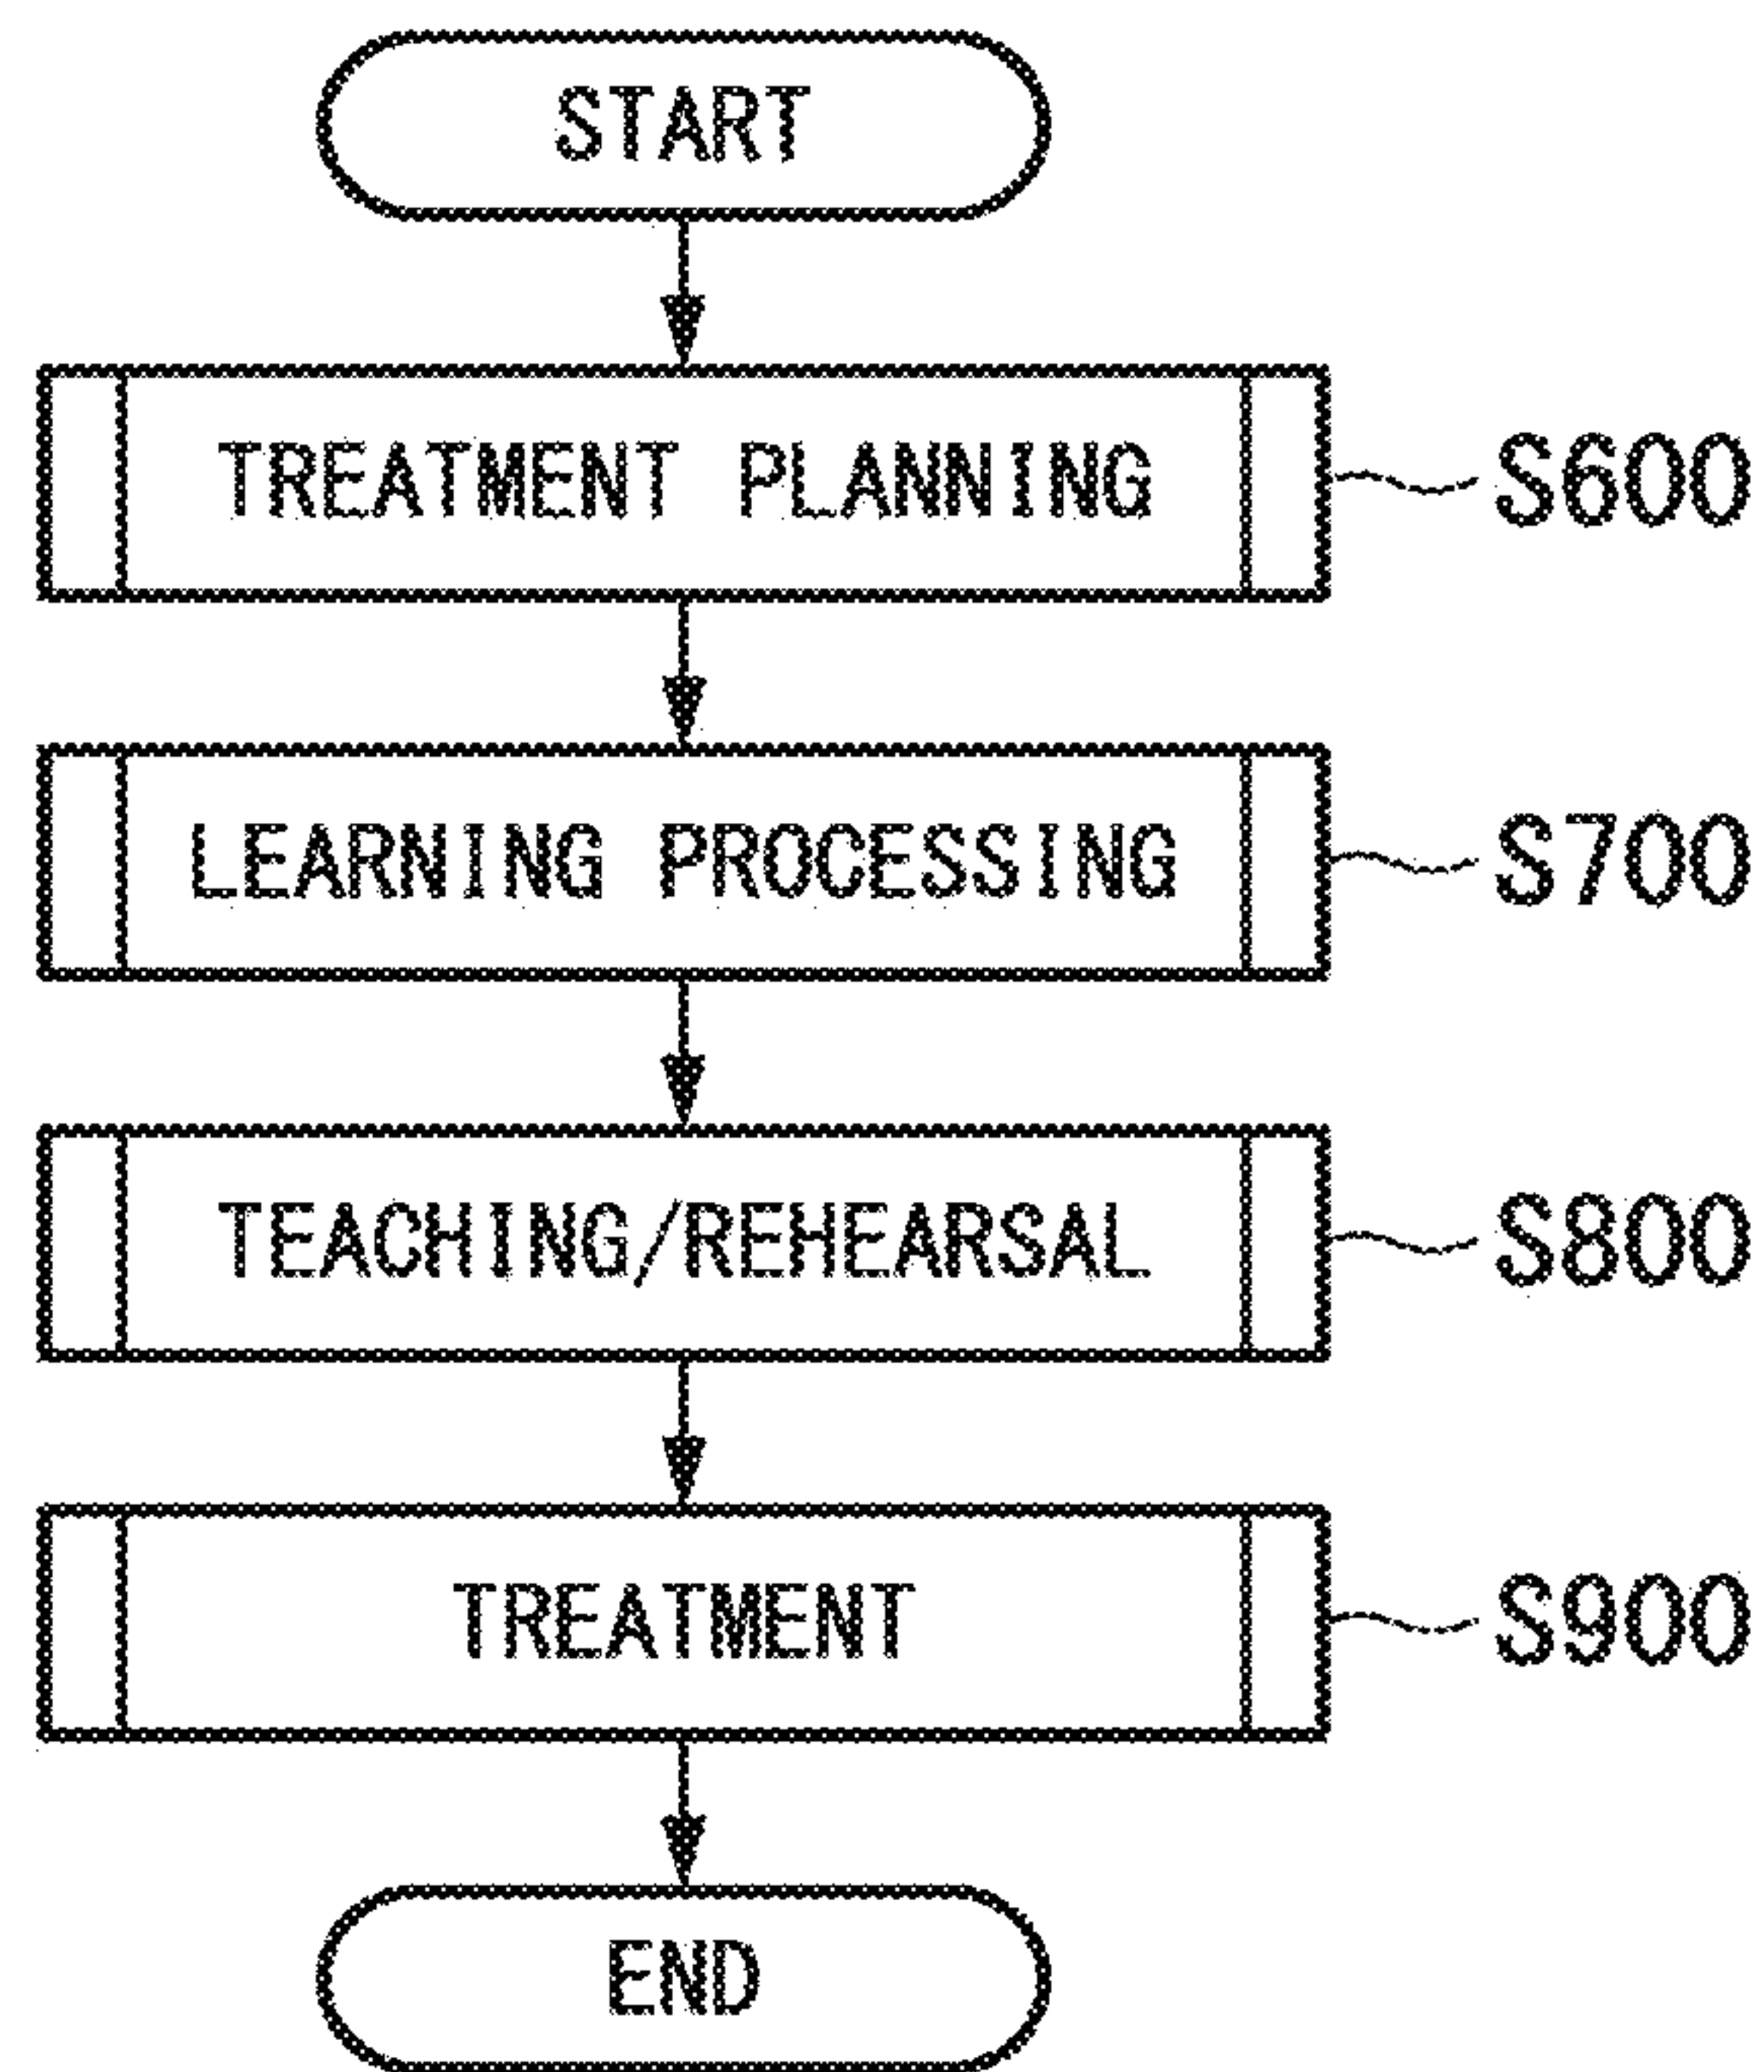 START
TREATMENT PLANNING
S600
LEARNING PROCESSING
S700
TEACHING/REHEARSAL
S800
TREATMENT
S900
END